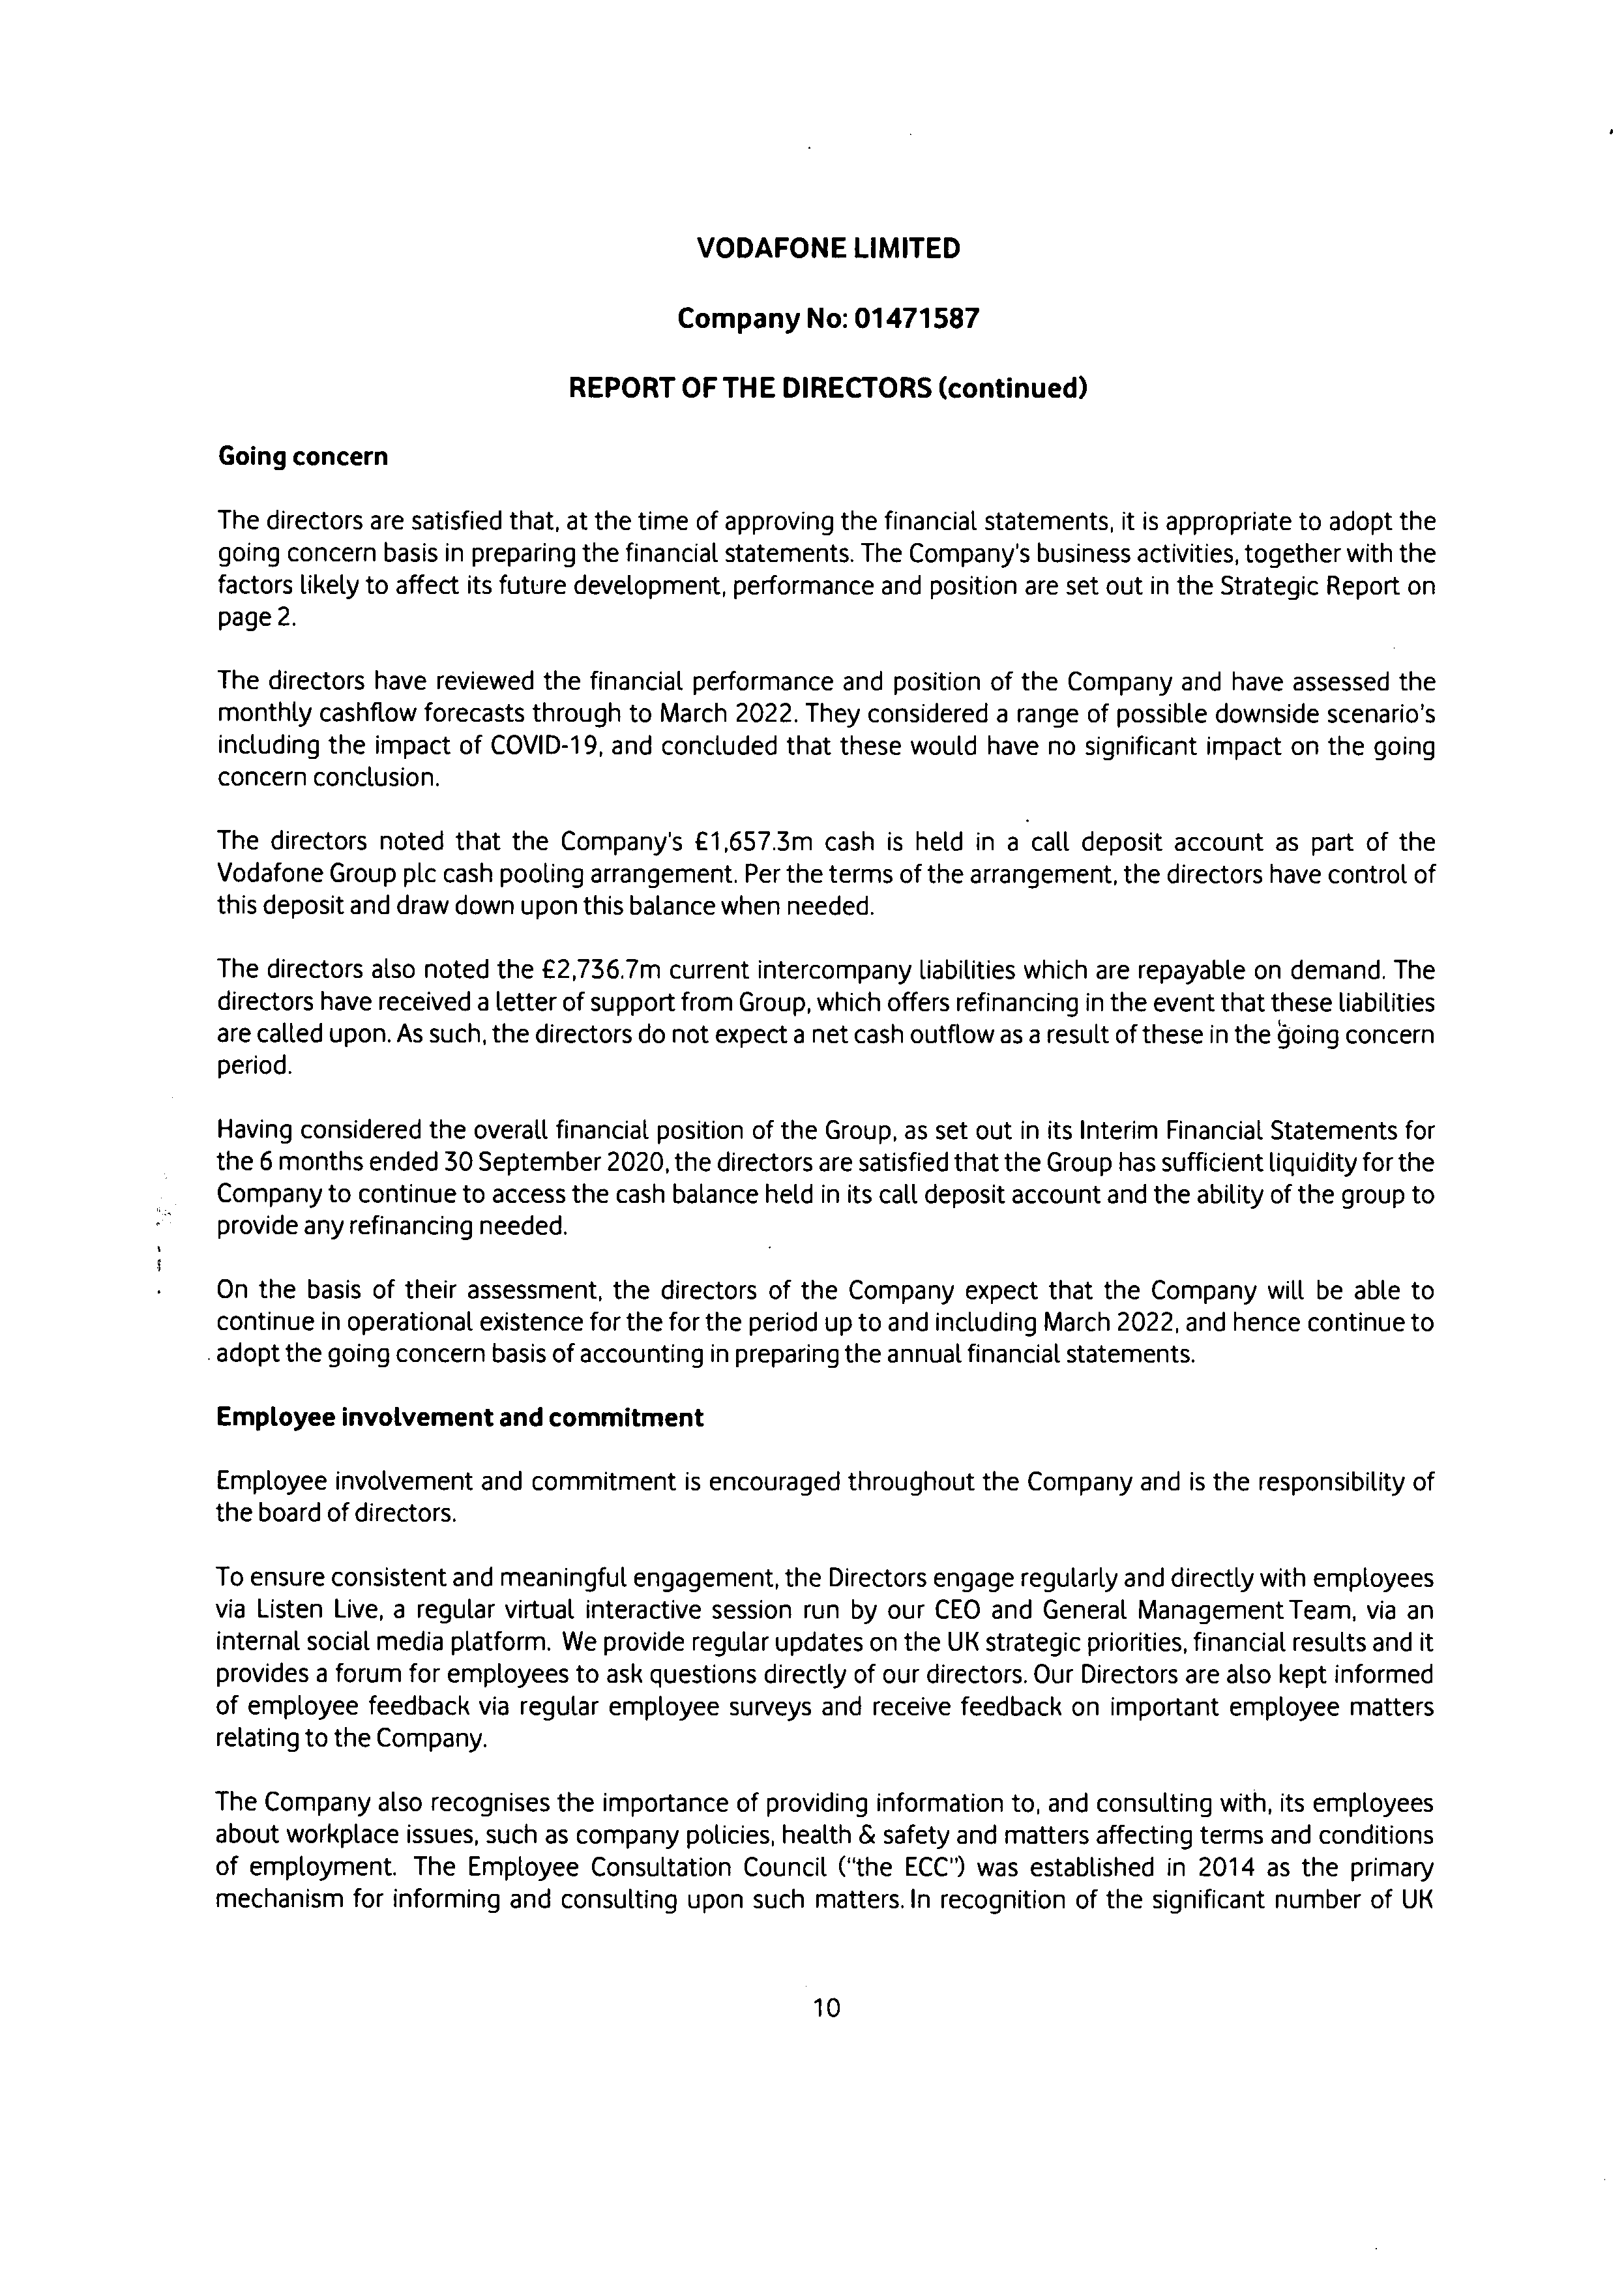 VODAFONE LIMITED
Company No: 01471587
REPORT OF THE DIRECTORS (continued)
Going concern
The directors are satisfied that, at the time of approving the financial statements, it is appropriate to adopt the
going concern basis in preparing the financial statements. The Company's business activities, together with the
factors likely to affect its future development, performance and position are set out in the Strategic Report on
page 2.
The directors have reviewed the financial performance and position of the Company and have assessed the
monthly cashflow forecasts through to March 2022. They considered a range of possible downside scenario's
including the impact of COVID-19, and concluded that these would have no significant impact on the going
concern conclusion.
The directors noted that the Company's £1,657.3m cash is held in a call deposit account as part of the
Vodafone Group plc cash pooling arrangement. Per the terms of the arrangement, the directors have control of
this deposit and draw down upon this balance when needed.
The directors also noted the £2,736.7m current intercompany liabilities which are repayable on demand. The
directors have received a letter of support from Group, which offers refinancing in the event that these liabilities
are called upon. As such, the directors do not expect a net cash outflow as a result of these in the going concern
period.
Having considered the overall financial position of the Group, as set out in its Interim Financial Statements for
the 6 months ended 30 September 2020, the directors are satisfied that the Group has sufficient liquidity for the
Company to continue to access the cash balance held in its call deposit account and the ability of the group to
provide any refinancing needed.
On the basis of their assessment, the directors of the Company expect that the Company will be able to
continue in operational existence for the for the period up to and including March 2022, and hence continue to
adopt the going concern basis of accounting in preparing the annual financial statements.
Employee involvement and commitment
Employee involvement and commitment is encouraged throughout the Company and is the responsibility of
the board of directors.
To ensure consistent and meaningful engagement, the Directors engage regularly and directly with employees
via Listen Live, a regular virtual interactive session run by our CEO and General Management Team, via an
internal social media platform. We provide regular updates on the UK strategic priorities, financial results and it
provides a forum for employees to ask questions directly of our directors. Our Directors are also kept informed
of employee feedback via regular employee surveys and receive feedback on important employee matters
relating to the Company.
The Company also recognises the importance of providing information to, and consulting with, its employees
about workplace issues, such as company policies, health & safety and matters affecting terms and conditions
of employment. The Employee Consultation Council ("the ECC") was established in 2014 as the primary
mechanism for informing and consulting upon such matters. In recognition of the significant number of UK
10